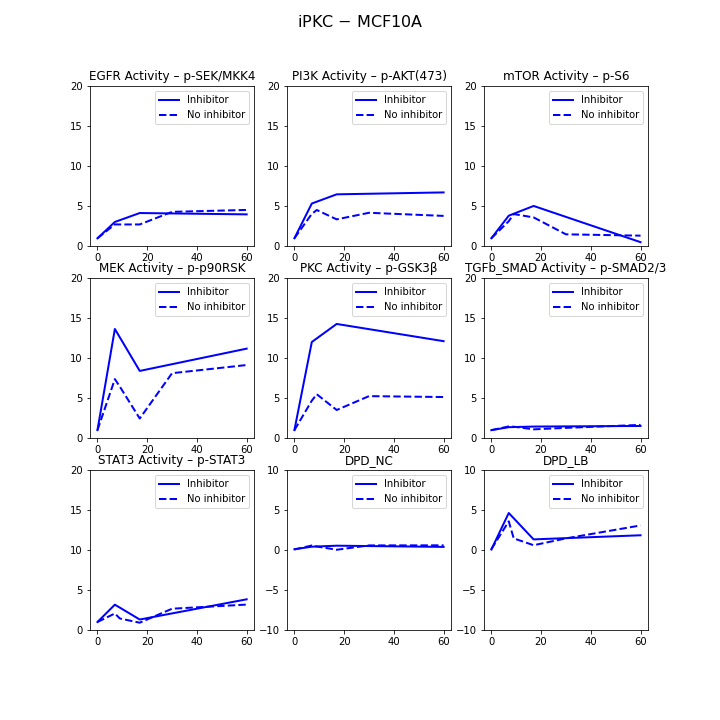 iPKC − MCF10A
EGFR Activity – p-SEK/MKK4
PI3K Activity – p-AKT(473)
mTOR Activity – p-S6
20
15
10
5
0
0
20
40
60
Inhibitor
No inhibitor
20
15
10
5
0
0
20
40
60
Inhibitor
No inhibitor
20
15
10
5
0
0
20
40
60
Inhibitor
No inhibitor
MEK Activity – p-p90RSK
PKC Activity – p-GSK3β
TGFb_SMAD Activity – p-SMAD2/3
20
15
10
5
0
0
20
40
60
Inhibitor
No inhibitor
20
15
10
5
0
0
20
40
60
Inhibitor
No inhibitor
20
15
10
5
0
0
20
40
60
Inhibitor
No inhibitor
STAT3 Activity – p-STAT3
DPD_NC
DPD_LB
20
15
10
5
0
0
20
40
60
Inhibitor
No inhibitor
10
5
0
−5
−10
0
20
40
60
Inhibitor
No inhibitor
10
5
0
−5
−10
0
20
40
60
Inhibitor
No inhibitor